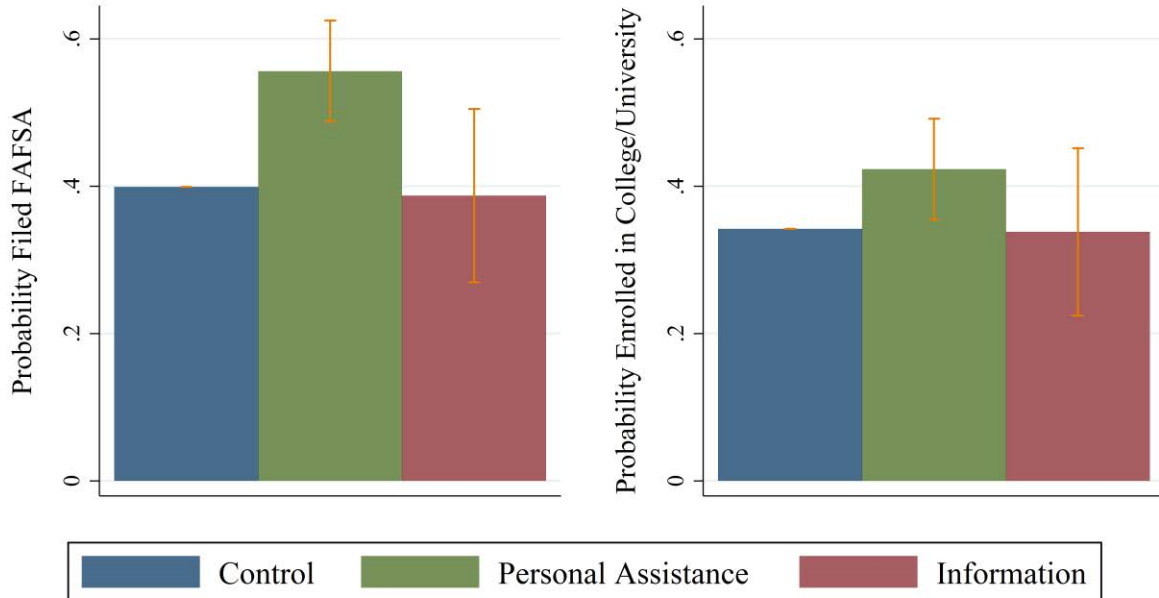 Probability Filed FAFSA
.6
.4
.2
0
Probability Enrolled in College/University
.6
.4
.2
0
Control
Personal Assistance
Information